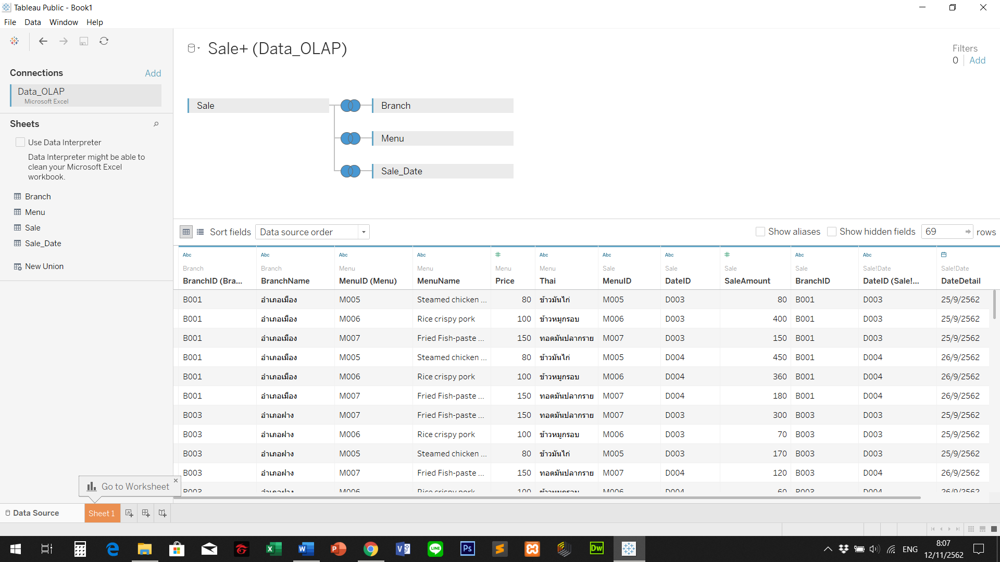 Tableau Public - Book1
File Data Window Help
Connections
Add
Data_OLAP
Microsoft Excel
Sheets
Use Data Interpreter
Data Interpreter might be able to
clean your Microsoft Excel
workbook.
Branch
Menu
Sale
Sale_Date
New Union
Sale+ (Data_OLAP)
Filters
0 Add
Sale
Branch
Menu
Sale_Date
Sort fields Data source order
Show aliases Show hidden fields 69 rows
Abc Abc Abc Abc # Abc Abc Abc # Abc Abc
Branch Branch Menu Menu Menu Menu Sale Sale Sale Sale Sale!Date Sale!Date
BranchID (Bra... BranchName MenuID (Menu) MenuName Price Thai MenuID DateID SaleAmount BranchID DateID (Sale!... DateDetail
B001 อำเภอเมือง M005 Steamed chicken ... 80 ข้าวมันไก่ M005 D003 80 B001 D003 25/9/2562
B001 อำเภอเมือง M006 Rice crispy pork 100 ข้าวหมูกรอบ M006 D003 400 B001 D003 25/9/2562
B001 อำเภอเมือง M007 Fried Fish-paste ... 150 ทอดมันปลากราย M007 D003 150 B001 D003 25/9/2562
B001 อำเภอเมือง M005 Steamed chicken ... 80 ข้าวมันไก่ M005 D004 450 B001 D004 26/9/2562
B001 อำเภอเมือง M006 Rice crispy pork 100 ข้าวหมูกรอบ M006 D004 360 B001 D004 26/9/2562
B001 อำเภอเมือง M007 Fried Fish-paste ... 150 ทอดมันปลากราย M007 D004 180 B001 D004 26/9/2562
B003 อำเภอฝาง M007 Fried Fish-paste ... 150 ทอดมันปลากราย M007 D003 300 B003 D003 25/9/2562
B003 อำเภอฝาง M006 Rice crispy pork 100 ข้าวหมูกรอบ M006 D003 70 B003 D003 25/9/2562
B003 อำเภอฝาง M005 Steamed chicken ... 80 ข้าวมันไก่ M005 D003 170 B003 D003 25/9/2562
B003 อำเภอฝาง M007 Fried Fish-paste ... 150 ทอดมันปลากราย M007 D004 120 B003 D004 26/9/2562
B003 อำเภอฝาง M006 Rice crispy pork 100 ข้าวหมูกรอบ M006 D004 60 B003 D004 26/9/2562
Go to Worksheet
Data Source Sheet 1
LINE Ps Dw
ENG
8:07
12/11/2562